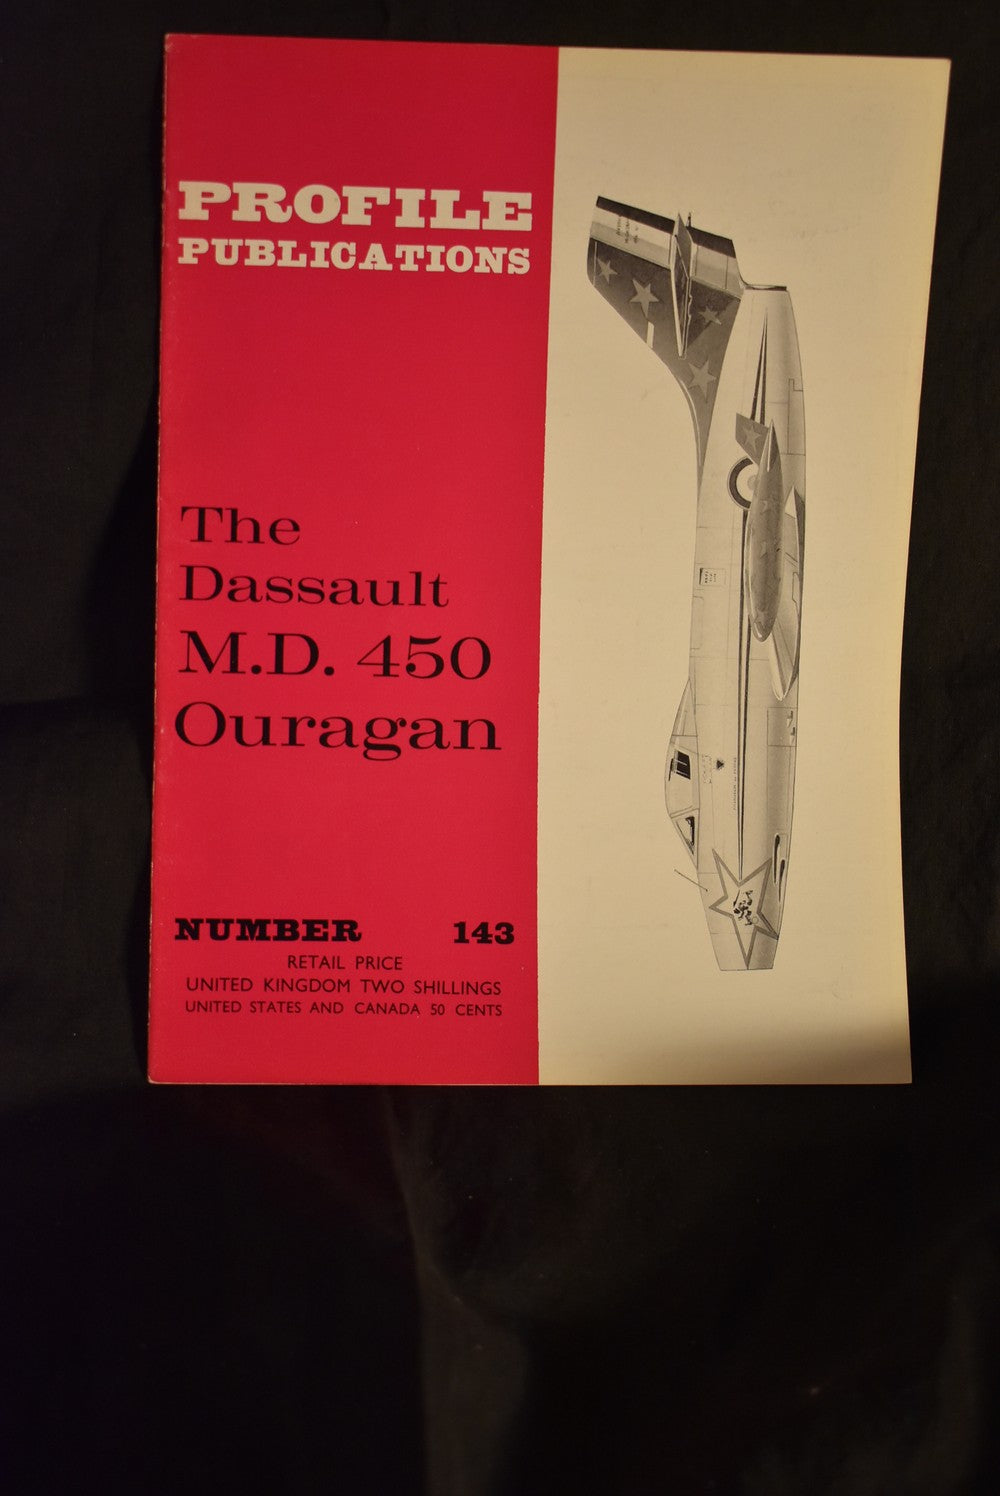 PROFILE
PUBLICATIONS
The
Dassault
M.D. 450
Ouragan
NUMBER 143
RETAIL PRICE
UNITED KINGDOM TWO SHILLINGS
UNITED STATES AND CANADA 50 CENTS